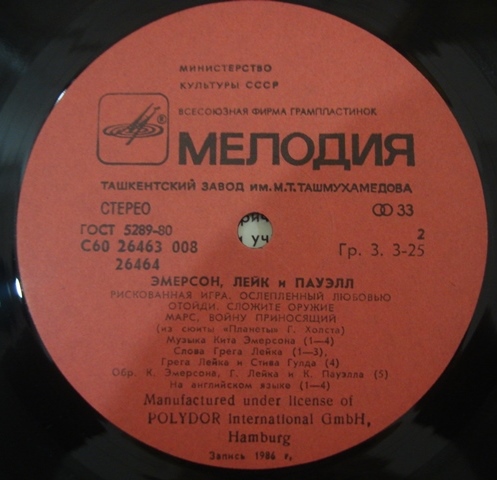 МИНИСТЕРСТВО
КУЛЬТУРЫ СССР
ВСЕСОЮЗНАЯ ФИРМА ГРАМПЛАСТИНОК
® МЕЛОДИЯ
ТАШКЕНТСКИЙ ЗАВОД ИМ. М.Т. ТАШМУХАМЕДОВА
СТЕРЕО 33
ГОСТ 5289-80 2
С60 26463 008 Гр. 3. 3-25
26464
уч
ЭМЕРСОН, ЛЕЙК и ПАУЭЛЛ
РИСКОВАННАЯ ИГРА. ОСЛЕПЛЕННЫЙ ЛЮБОВЬЮ
ОТОЙДИ. СЛОЖИТЕ ОРУЖИЕ
МАРС, ВОЙНУ ПРИНОСЯЩИЙ
(из сюиты «Планеты» Г. Холста)
Музыка Кита Эмерсона (1—4)
Слова Грега Лейка (1—3),
Грега Лейка и Стива Гулда (4)
Обр. К. Эмерсона, Г. Лейка и К. Пауэлла (5)
На английском языке (1—4)
Manufactured under license of
POLYDOR International GmbH,
Hamburg
Запись 1986 г,